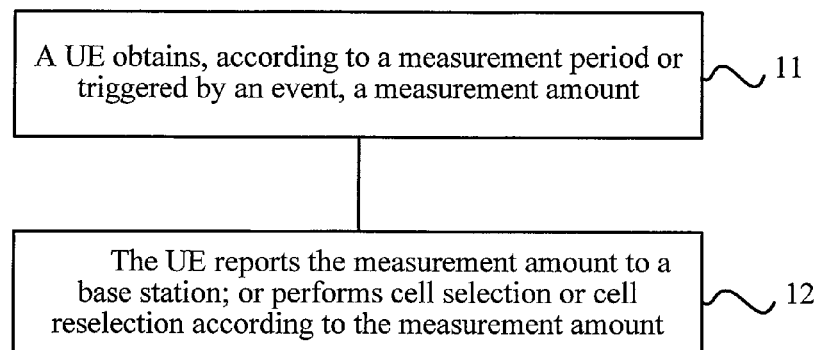 A UE obtains, according to a measurement period or
triggered by an event, a measurement amount
11
The UE reports the measurement amount to a
base station; or performs cell selection or cell
reselection according to the measurement amount
12